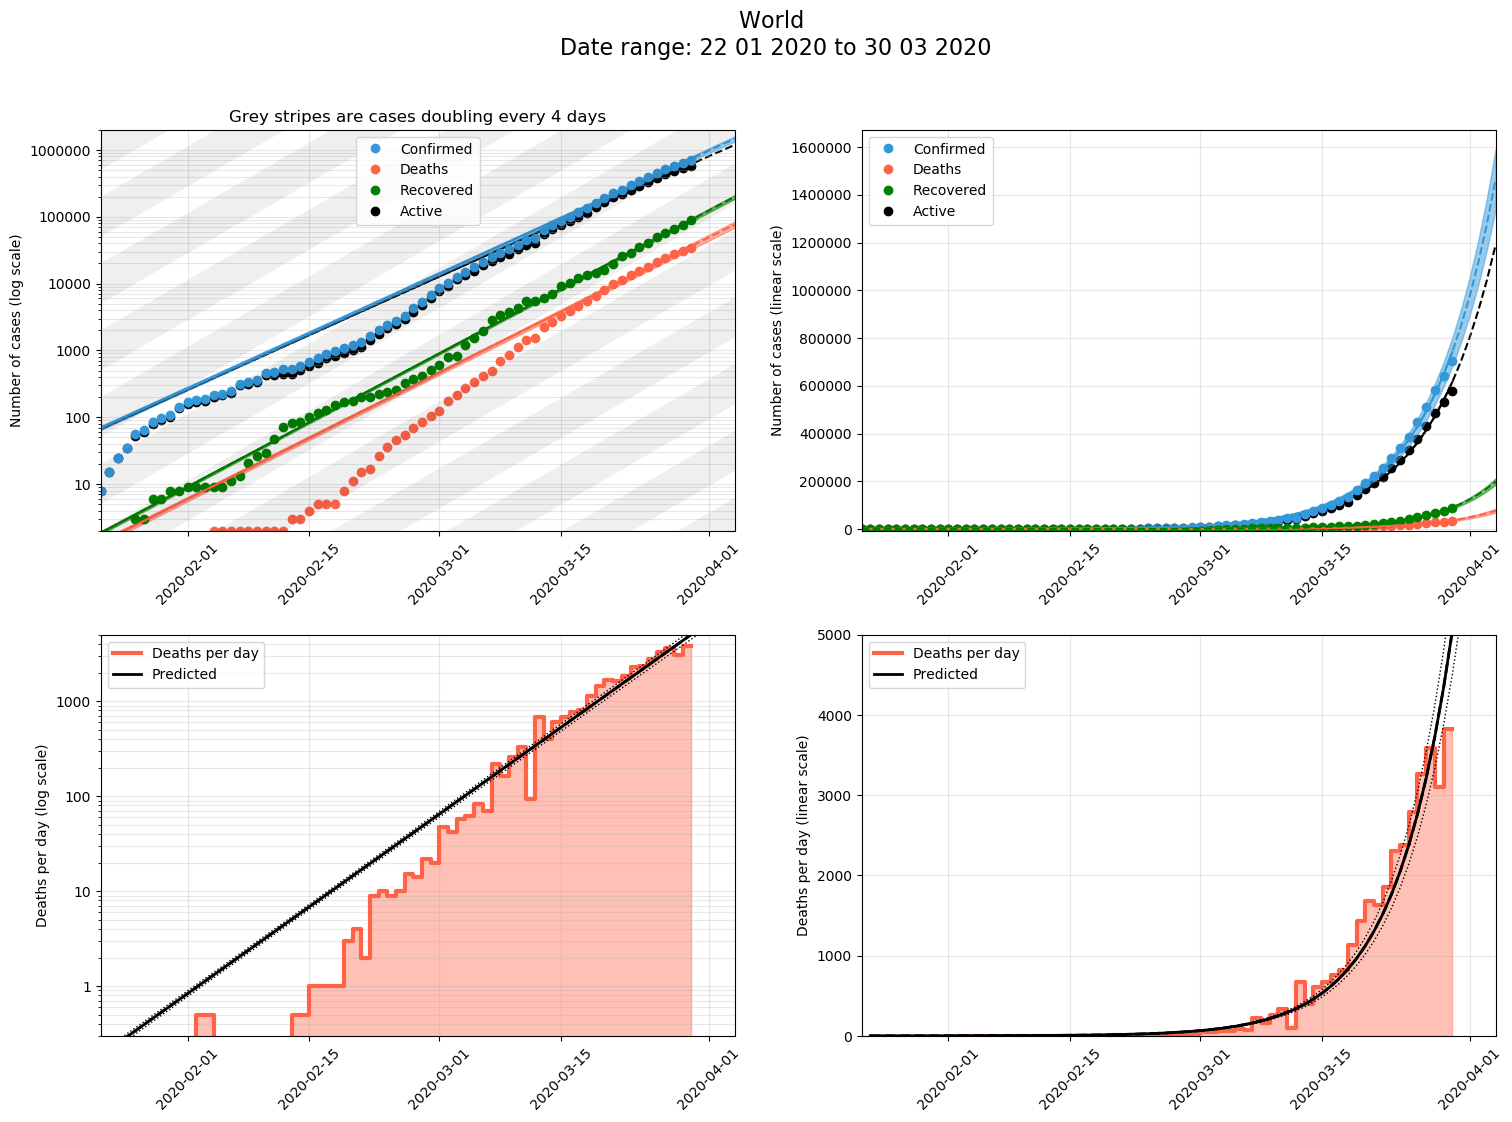 World
Date range: 22 01 2020 to 30 03 2020
Grey stripes are cases doubling every 4 days
Number of cases (log scale)
1000000
100000
10000
1000
100
10
Confirmed
Deaths
Recovered
Active
2020-02-01
2020-02-15
2020-03-01
2020-03-15
2020-04-01
Number of cases (linear scale)
1600000
1400000
1200000
1000000
800000
600000
400000
200000
0
Confirmed
Deaths
Recovered
Active
2020-02-01
2020-02-15
2020-03-01
2020-03-15
2020-04-01
Deaths per day (log scale)
1000
100
10
1
Deaths per day
Predicted
2020-02-01
2020-02-15
2020-03-01
2020-03-15
2020-04-01
Deaths per day (linear scale)
5000
4000
3000
2000
1000
0
Deaths per day
Predicted
2020-02-01
2020-02-15
2020-03-01
2020-03-15
2020-04-01